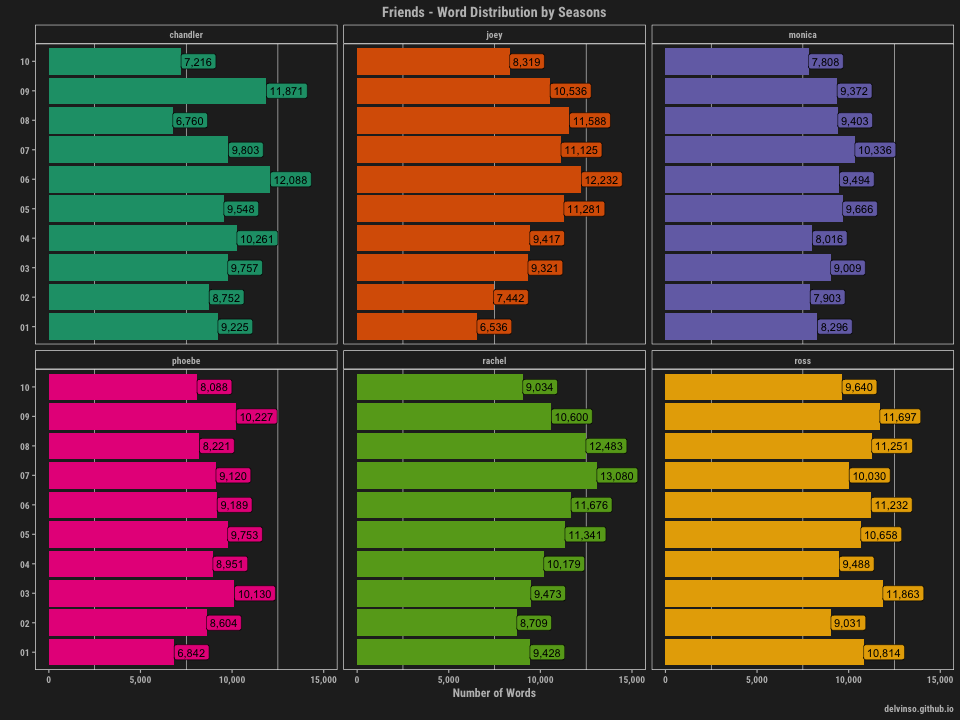 Friends - Word Distribution by Seasons
chandler joey monica
10 7,216 8,319 7,808
09 11,871 10,536 9,372
08 6,760 11,588 9,403
07 9,803 11,125 10,336
06 12,088 12,232 9,494
05 9,548 11,281 9,666
04 10,261 9,417 8,016
03 9,757 9,321 9,009
02 8,752 7,442 7,903
01 9,225 6,536 8,296
phoebe rachel ross
10 8,088 9,034 9,640
09 10,227 10,600 11,697
08 8,221 12,483 11,251
07 9,120 13,080 10,030
06 9,189 11,676 11,232
05 9,753 11,341 10,658
04 8,951 10,179 9,488
03 10,130 9,473 11,863
02 8,604 8,709 9,031
01 6,842 9,428 10,814
0 5,000 10,000 15,000 0 5,000 10,000 15,000 0 5,000 10,000 15,000
Number of Words
delvinso.github.io